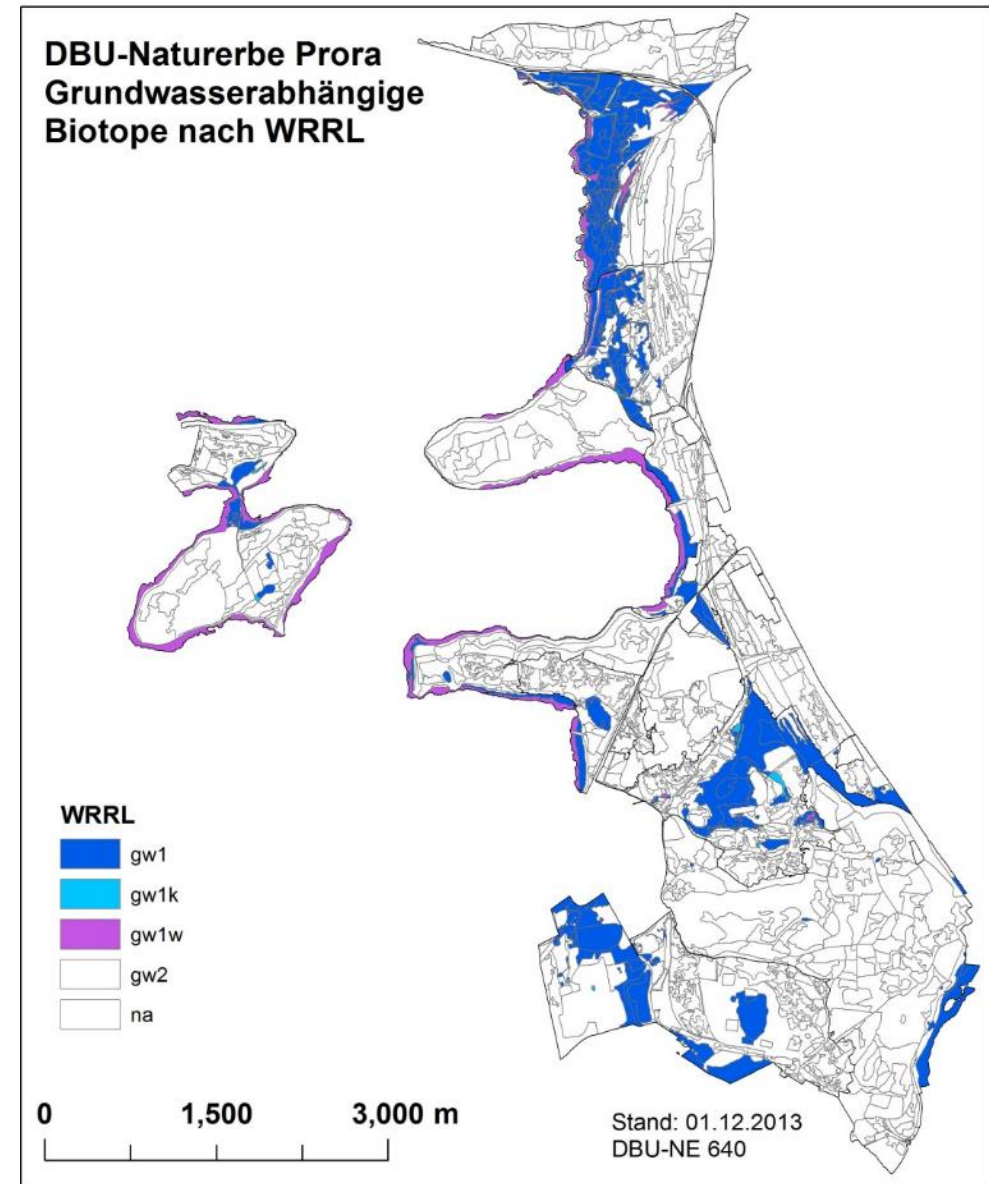 DBU-Naturerbe Prora
Grundwasserabhängige
Biotope nach WRRL
WRRL
gw1
gw1k
gw1w
gw2
na
0 1,500 3,000 m
Stand: 01.12.2013
DBU-NE 640